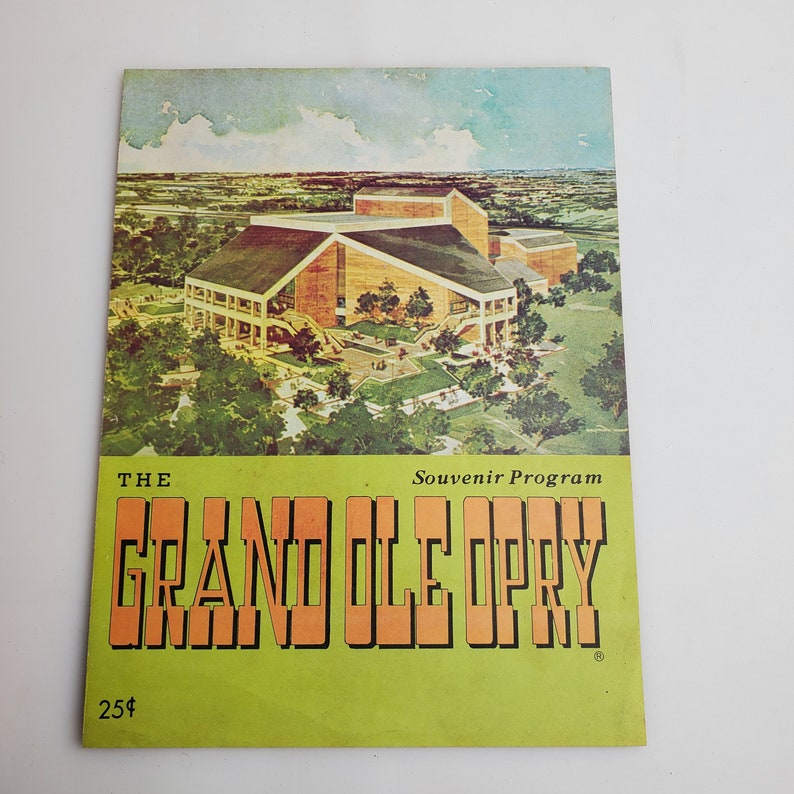 THE
Souvenir Program
GRAND OLE OPRY®
25¢